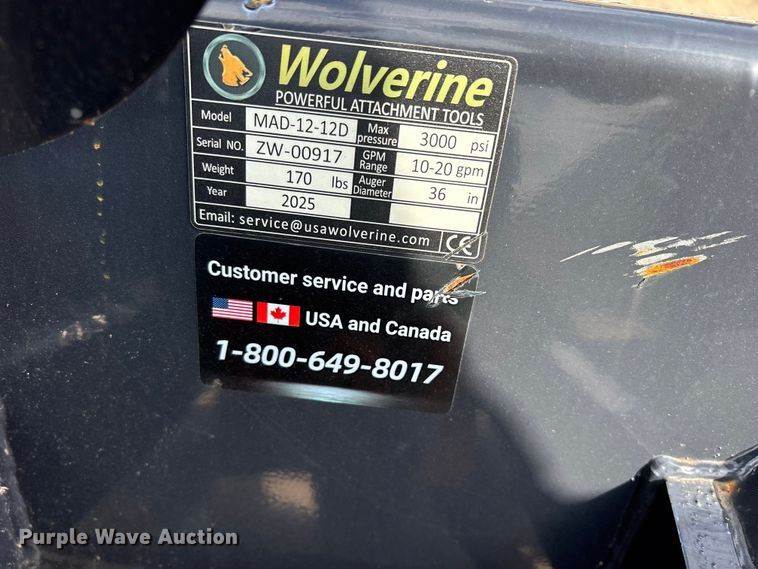 Wolverine
POWERFUL ATTACHMENT TOOLS
Model MAD-12-12D Max pressure 3000 psi
Serial NO. ZW-00917 GPM Range 10-20 gpm
Weight 170 lbs Auger Diameter 36 in
Year 2025
Email: service@usawolverine.com CE
Customer service and parts
USA and Canada
1-800-649-8017
Purple Wave Auction